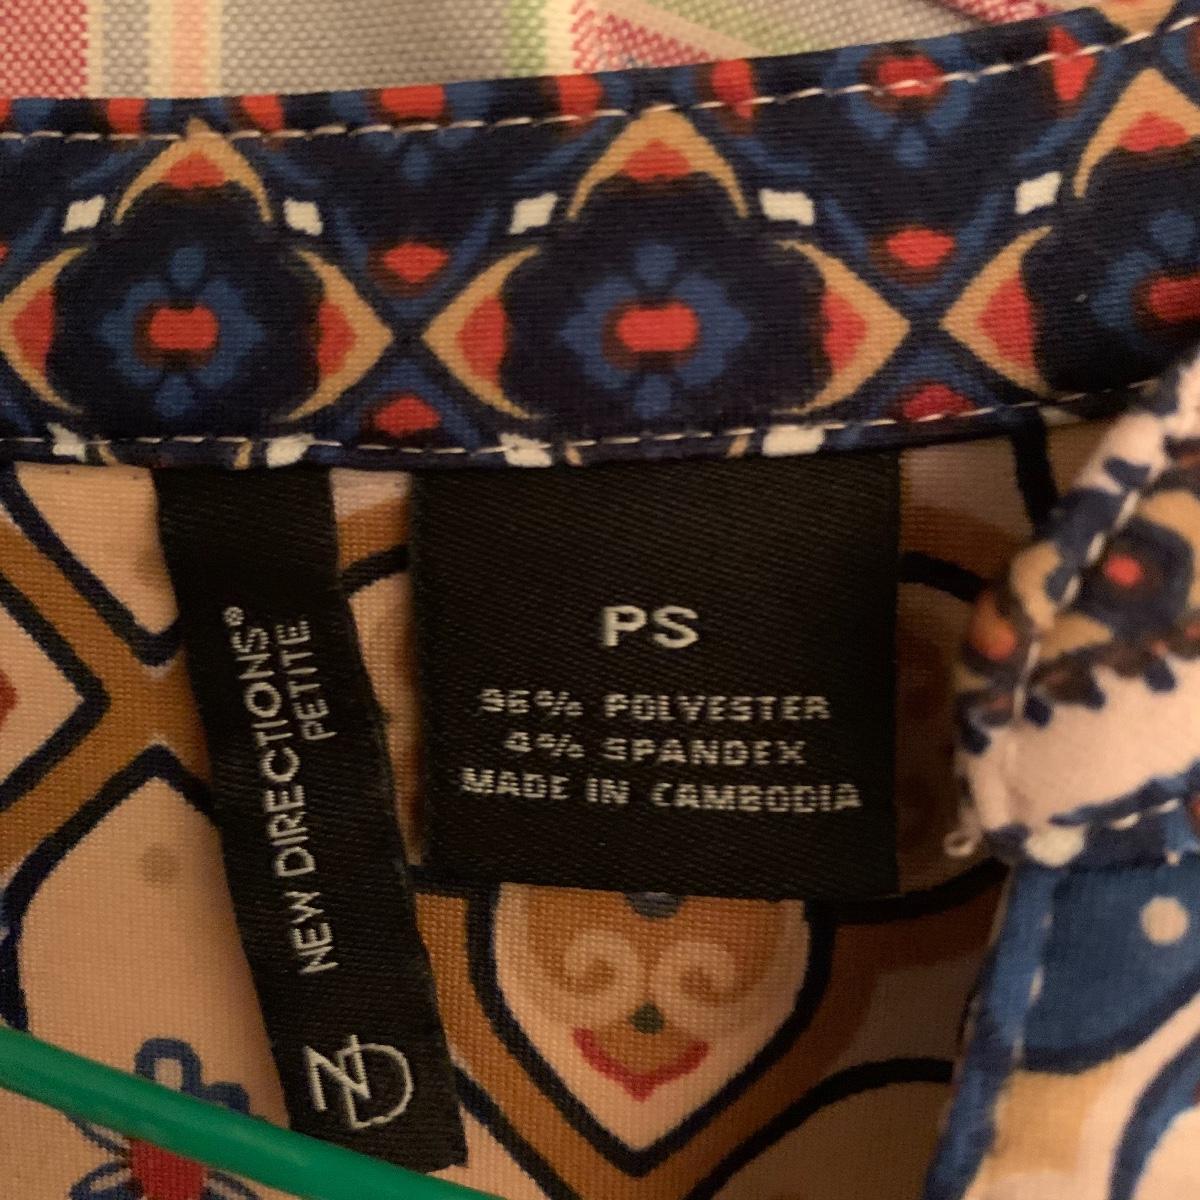 NEW DIRECTIONS®
PETITE
ND
PS
96% POLYESTER
4% SPANDEX
MADE IN CAMBODIA